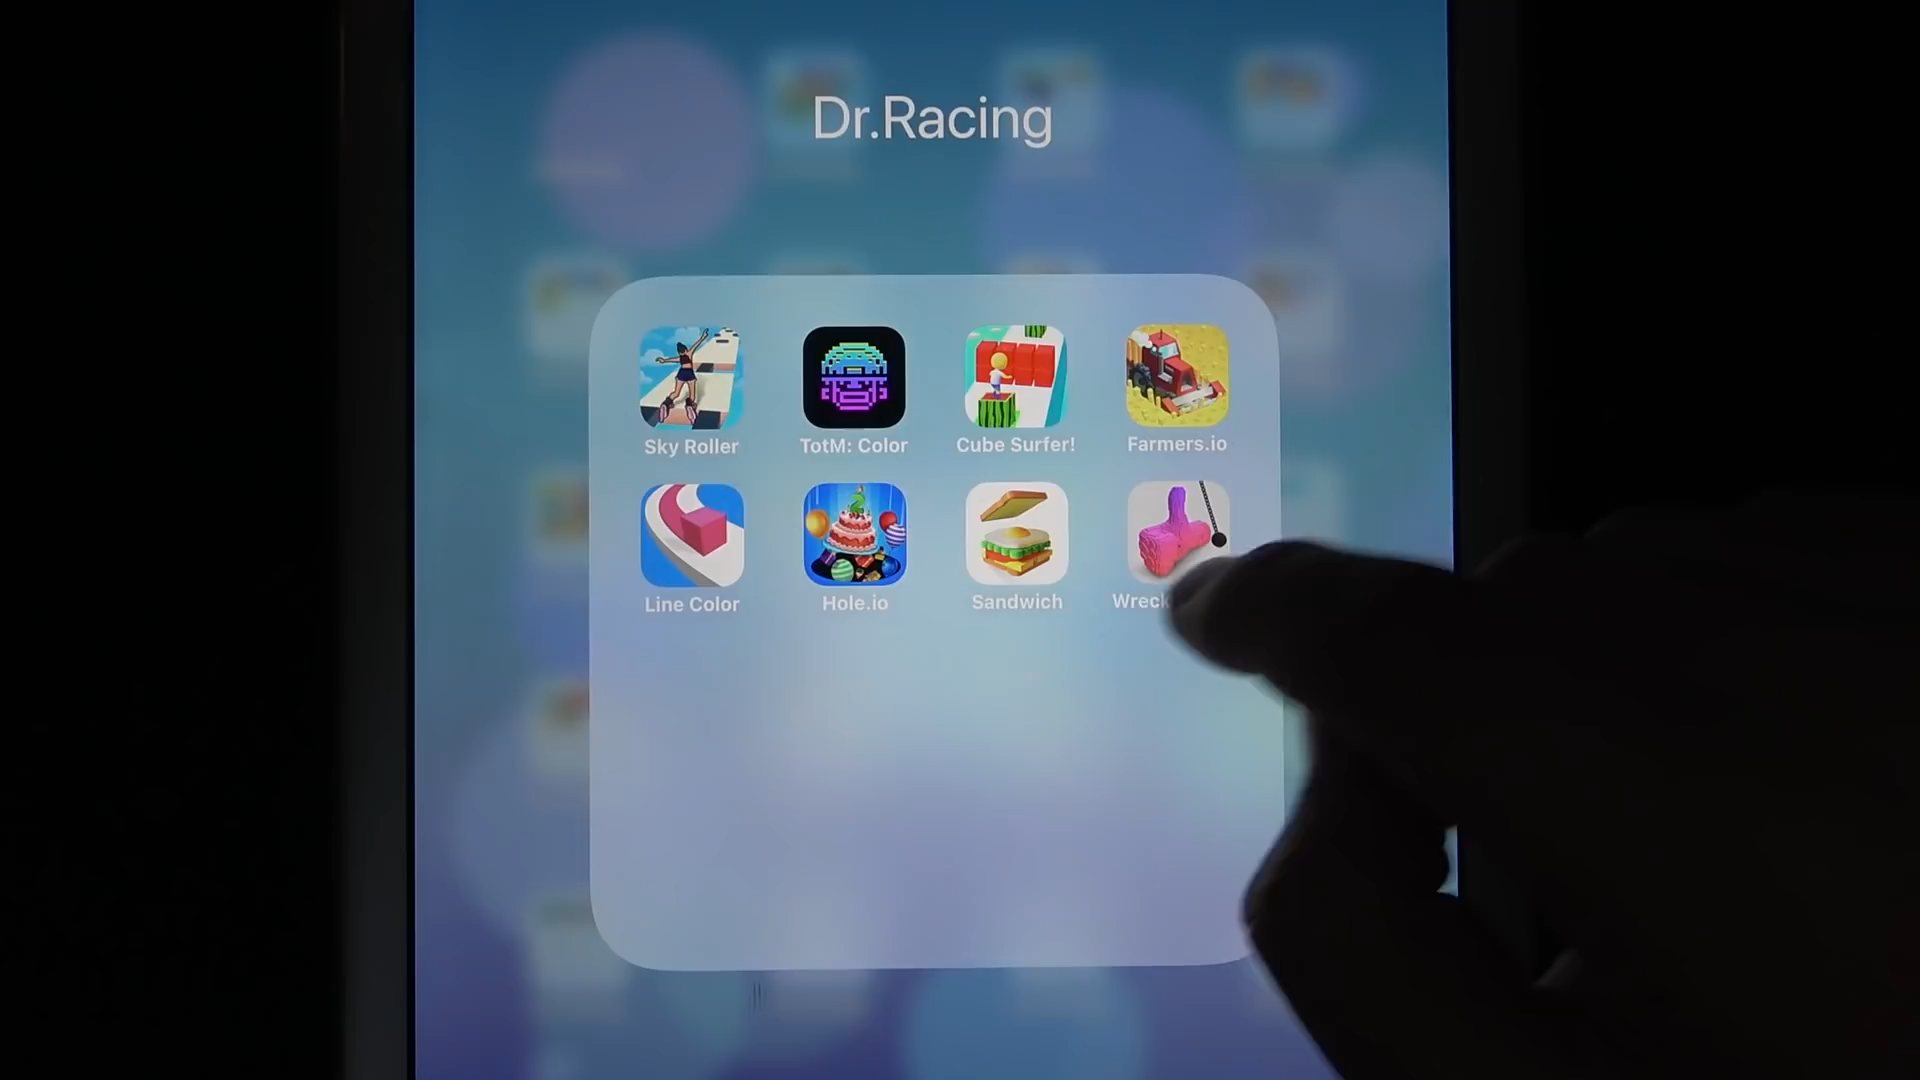 Dr.Racing
Sky Roller
TotM: Color
Cube Surfer!
Farmers.io
Line Color
Hole.io
Sandwich
Wreck